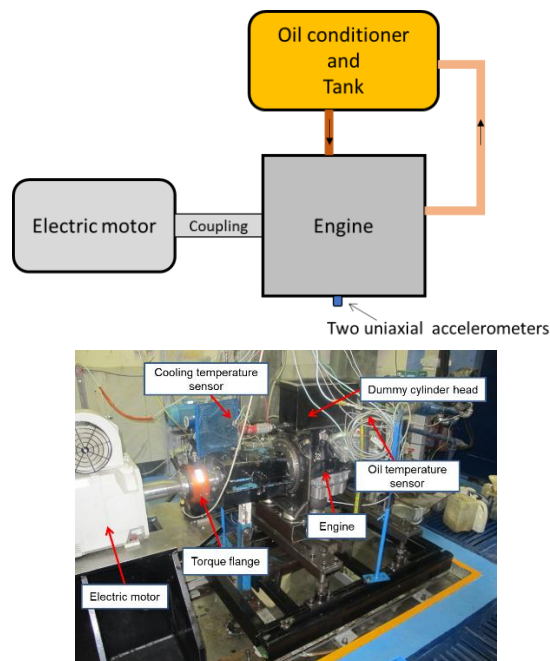 Oil conditioner
and
Tank
Electric motor
Coupling
Engine
Two uniaxial accelerometers
Cooling temperature
sensor
Dummy cylinder head
Oil temperature
sensor
Engine
Torque flange
Electric motor